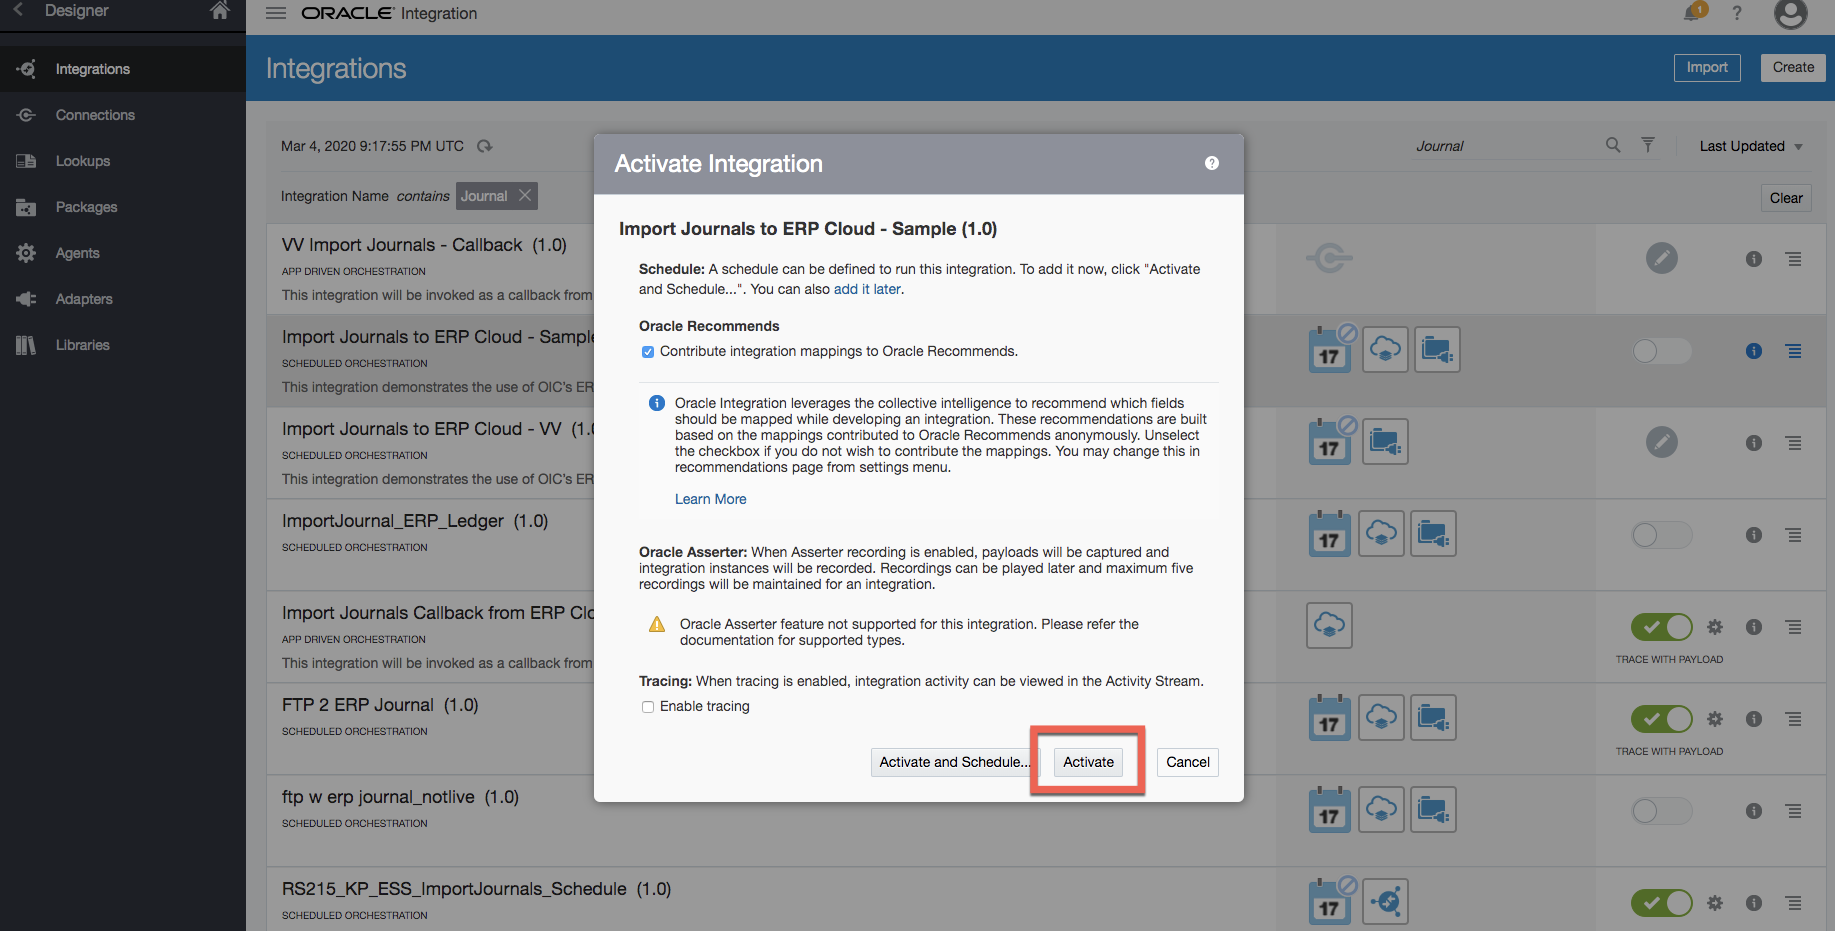 Designer
ORACLE Integration
1
?
Integrations
Connections
Lookups
Packages
Agents
Adapters
Libraries
Integrations
Import
Create
Mar 4, 2020 9:17:55 PM UTC
Journal
Last Updated
Integration Name contains Journal
Clear
VV Import Journals - Callback (1.0)
APP DRIVEN ORCHESTRATION
This integration will be invoked as a callback from
Import Journals to ERP Cloud - Sample
SCHEDULED ORCHESTRATION
This integration demonstrates the use of OIC's ER
17
Import Journals to ERP Cloud - VV (1.0
SCHEDULED ORCHESTRATION
This integration demonstrates the use of OIC's ER
17
ImportJournal_ERP_Ledger (1.0)
SCHEDULED ORCHESTRATION
17
Import Journals Callback from ERP Clo
APP DRIVEN ORCHESTRATION
This integration will be invoked as a callback from
TRACE WITH PAYLOAD
FTP 2 ERP Journal (1.0)
SCHEDULED ORCHESTRATION
17
TRACE WITH PAYLOAD
ftp w erp journal_notlive (1.0)
SCHEDULED ORCHESTRATION
17
RS215_KP_ESS_ImportJournals_Schedule (1.0)
SCHEDULED ORCHESTRATION
17
Activate Integration
?
Import Journals to ERP Cloud - Sample (1.0)
Schedule: A schedule can be defined to run this integration. To add it now, click "Activate
and Schedule...". You can also add it later.
Oracle Recommends
Contribute integration mappings to Oracle Recommends.
Oracle Integration leverages the collective intelligence to recommend which fields
should be mapped while developing an integration. These recommendations are built
based on the mappings contributed to Oracle Recommends anonymously. Unselect
the checkbox if you do not wish to contribute the mappings. You may change this in
recommendations page from settings menu.
Learn More
Oracle Asserter: When Asserter recording is enabled, payloads will be captured and
integration instances will be recorded. Recordings can be played later and maximum five
recordings will be maintained for an integration.
Oracle Asserter feature not supported for this integration. Please refer the
documentation for supported types.
Tracing: When tracing is enabled, integration activity can be viewed in the Activity Stream.
Enable tracing
Activate and Schedule...
Activate
Cancel